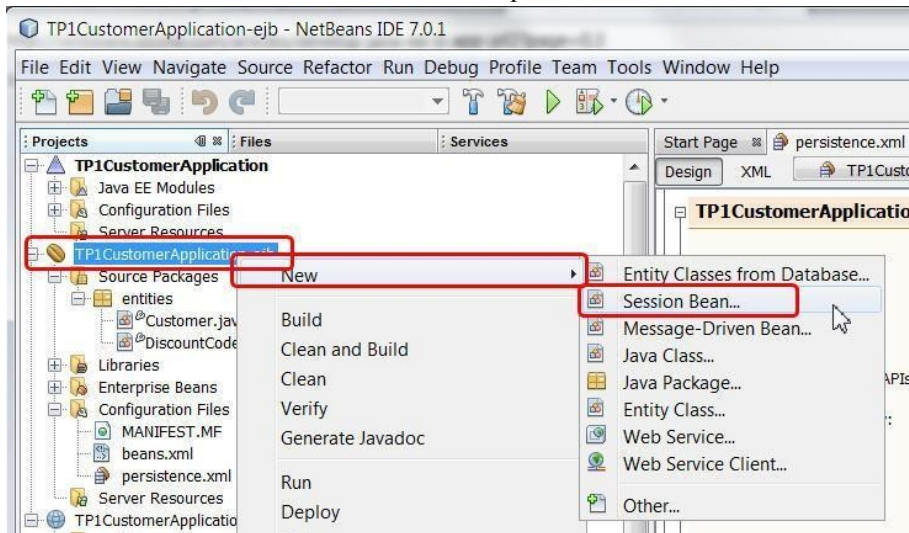 TP1CustomerApplication-ejb - NetBeans IDE 7.0.1
File Edit View Navigate Source Refactor Run Debug Profile Team Tools Window Help
Projects Files Services Start Page persistence.xml
TP1CustomerApplication Design XML TP1Custo
Java EE Modules
Configuration Files TP1CustomerApplicatio
Server Resources
TP1CustomerApplication-ejb
Source Packages New Entity Classes from Database...
entities Session Bean...
Customer.jav Build Message-Driven Bean...
DiscountCode Clean and Build Java Class...
Libraries Clean Java Package... APIs
Enterprise Beans
Configuration Files Verify Entity Class...
MANIFEST.MF Generate Javadoc Web Service...
beans.xml Web Service Client...
persistence.xml Run
Server Resources Deploy Other...
TP1CustomerApplicatio